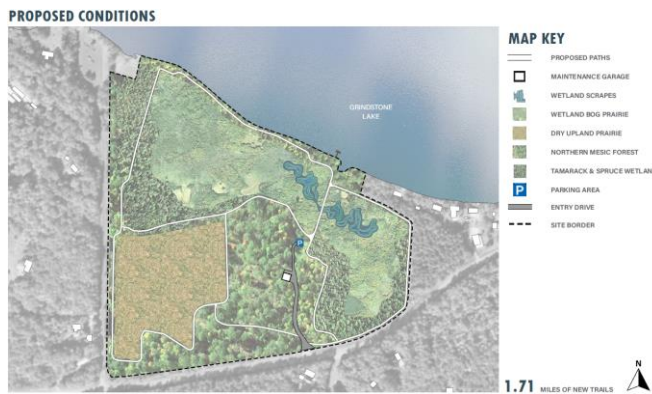 PROPOSED CONDITIONS
GRINDSTONE
LAKE
MAP KEY
PROPOSED PATHS
MAINTENANCE GARAGE
WETLAND SCRAPES
WETLAND BOG PRAIRIE
DRY UPLAND PRAIRIE
NORTHERN MESIC FOREST
TAMARACK & SPRUCE WETLAN
P PARKING AREA
ENTRY DRIVE
SITE BORDER
P
N
1.71 MILES OF NEW TRAILS